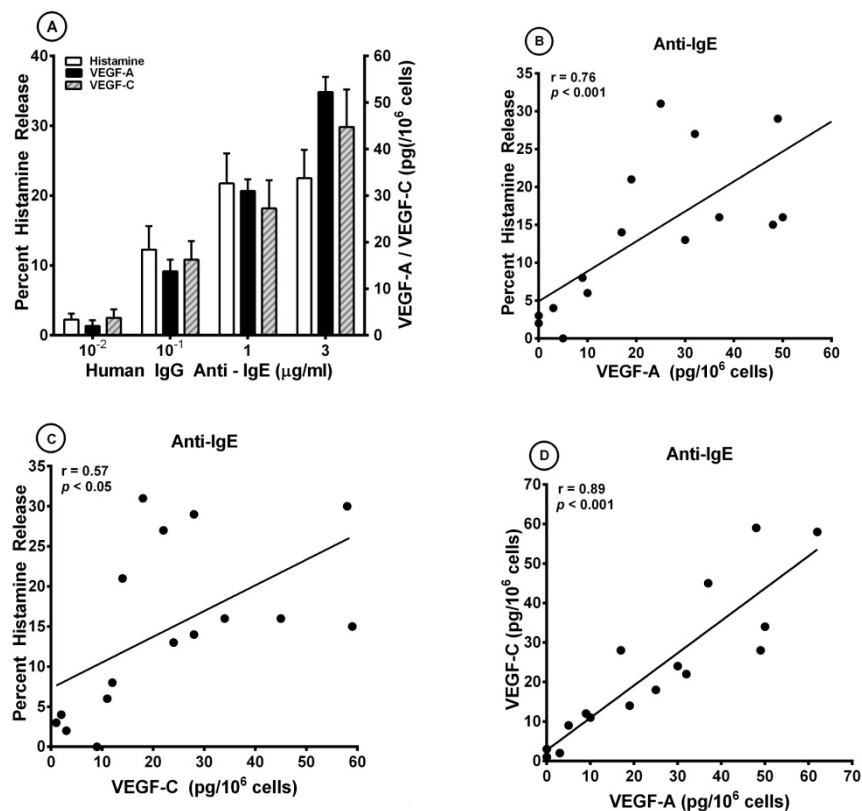 A
Histamine
VEGF-A
VEGF-C
Percent Histamine Release
40
30
20
10
0
VEGF-A / VEGF-C (pg(/10⁶ cells)
60
50
40
30
20
10
0
10⁻² 10⁻¹ 1 3
Human IgG Anti - IgE (µg/ml)
B
Anti-IgE
r = 0.76
p < 0.001
Percent Histamine Release
35
30
25
20
15
10
5
0
0 10 20 30 40 50 60
VEGF-A (pg/10⁶ cells)
C
Anti-IgE
r = 0.57
p < 0.05
Percent Histamine Release
35
30
25
20
15
10
5
0
0 10 20 30 40 50 60
VEGF-C (pg/10⁶ cells)
D
Anti-IgE
r = 0.89
p < 0.001
VEGF-C (pg/10⁶ cells)
70
60
50
40
30
20
10
0
0 10 20 30 40 50 60 70
VEGF-A (pg/10⁶ cells)